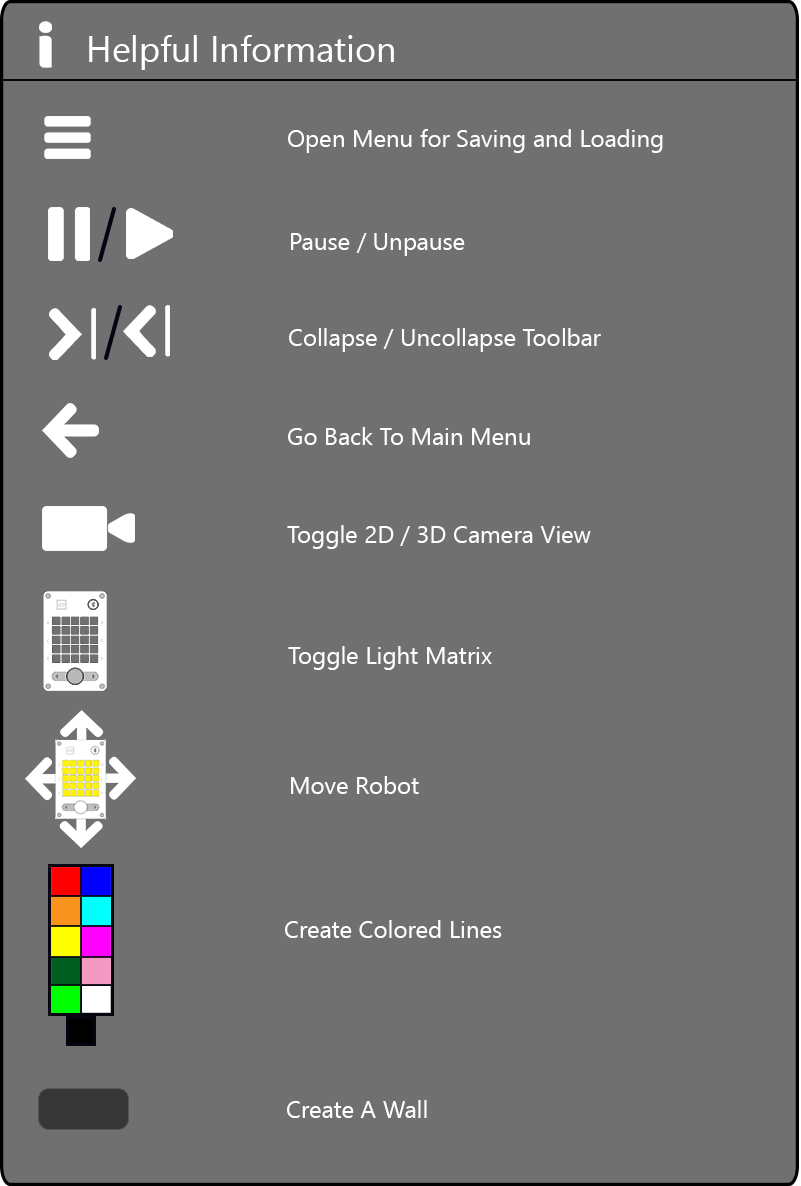 Helpful Information
Open Menu for Saving and Loading
Pause / Unpause
Collapse / Uncollapse Toolbar
Go Back To Main Menu
Toggle 2D / 3D Camera View
Toggle Light Matrix
Move Robot
Create Colored Lines
Create A Wall